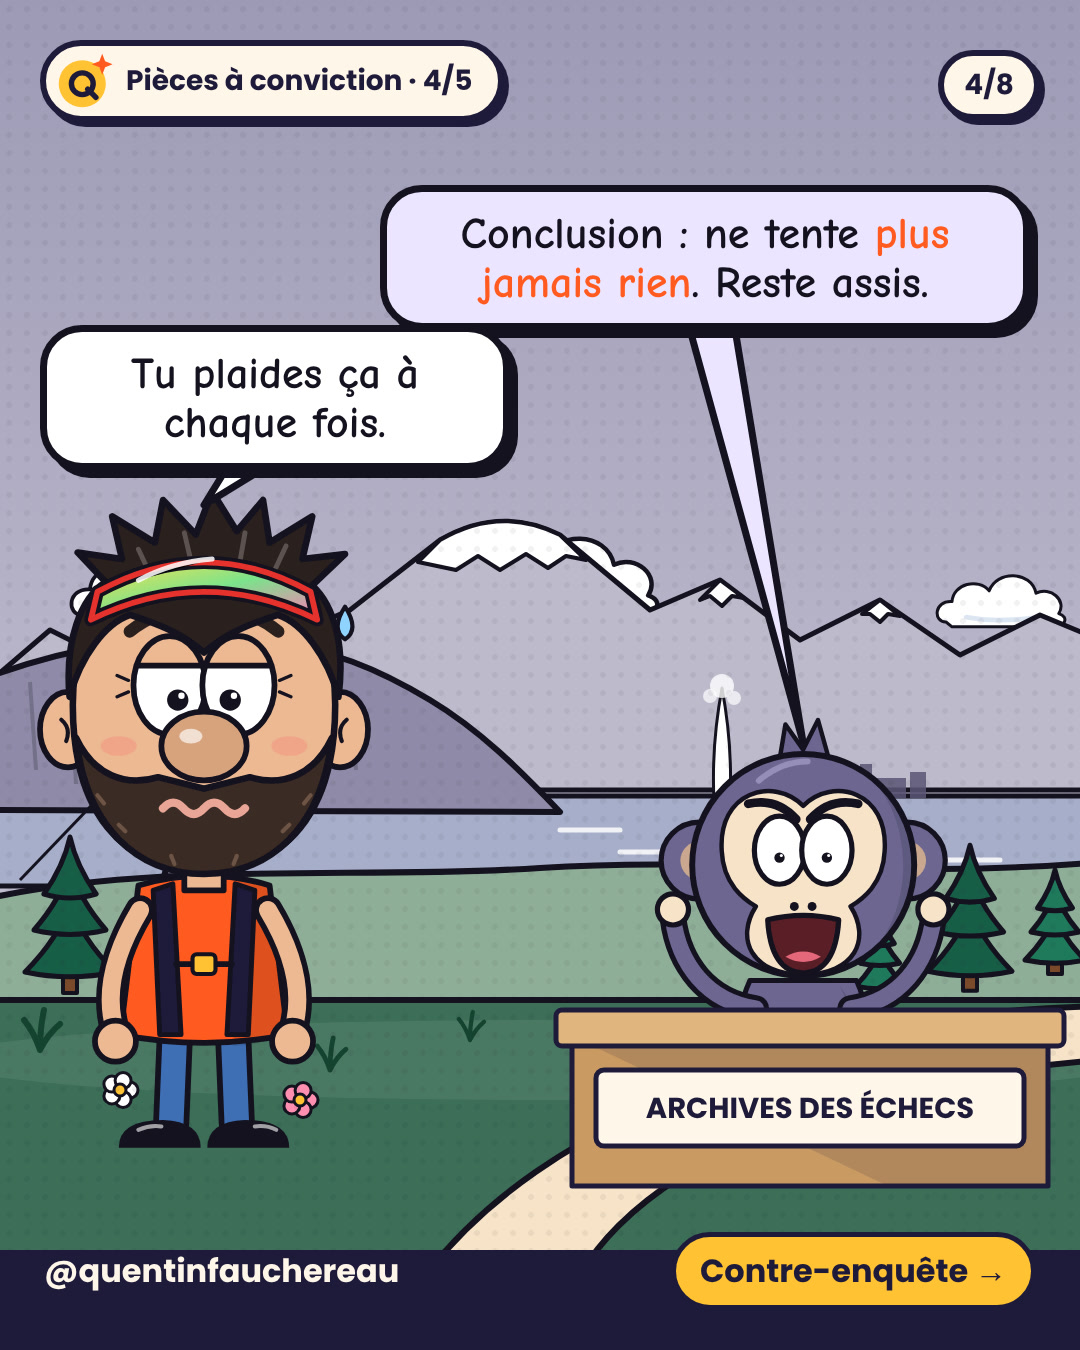 Pièces à conviction · 4/5
4/8
Conclusion : ne tente plus
jamais rien. Reste assis.
Tu plaides ça à
chaque fois.
ARCHIVES DES ÉCHECS
@quentinfauchereau
Contre-enquête →